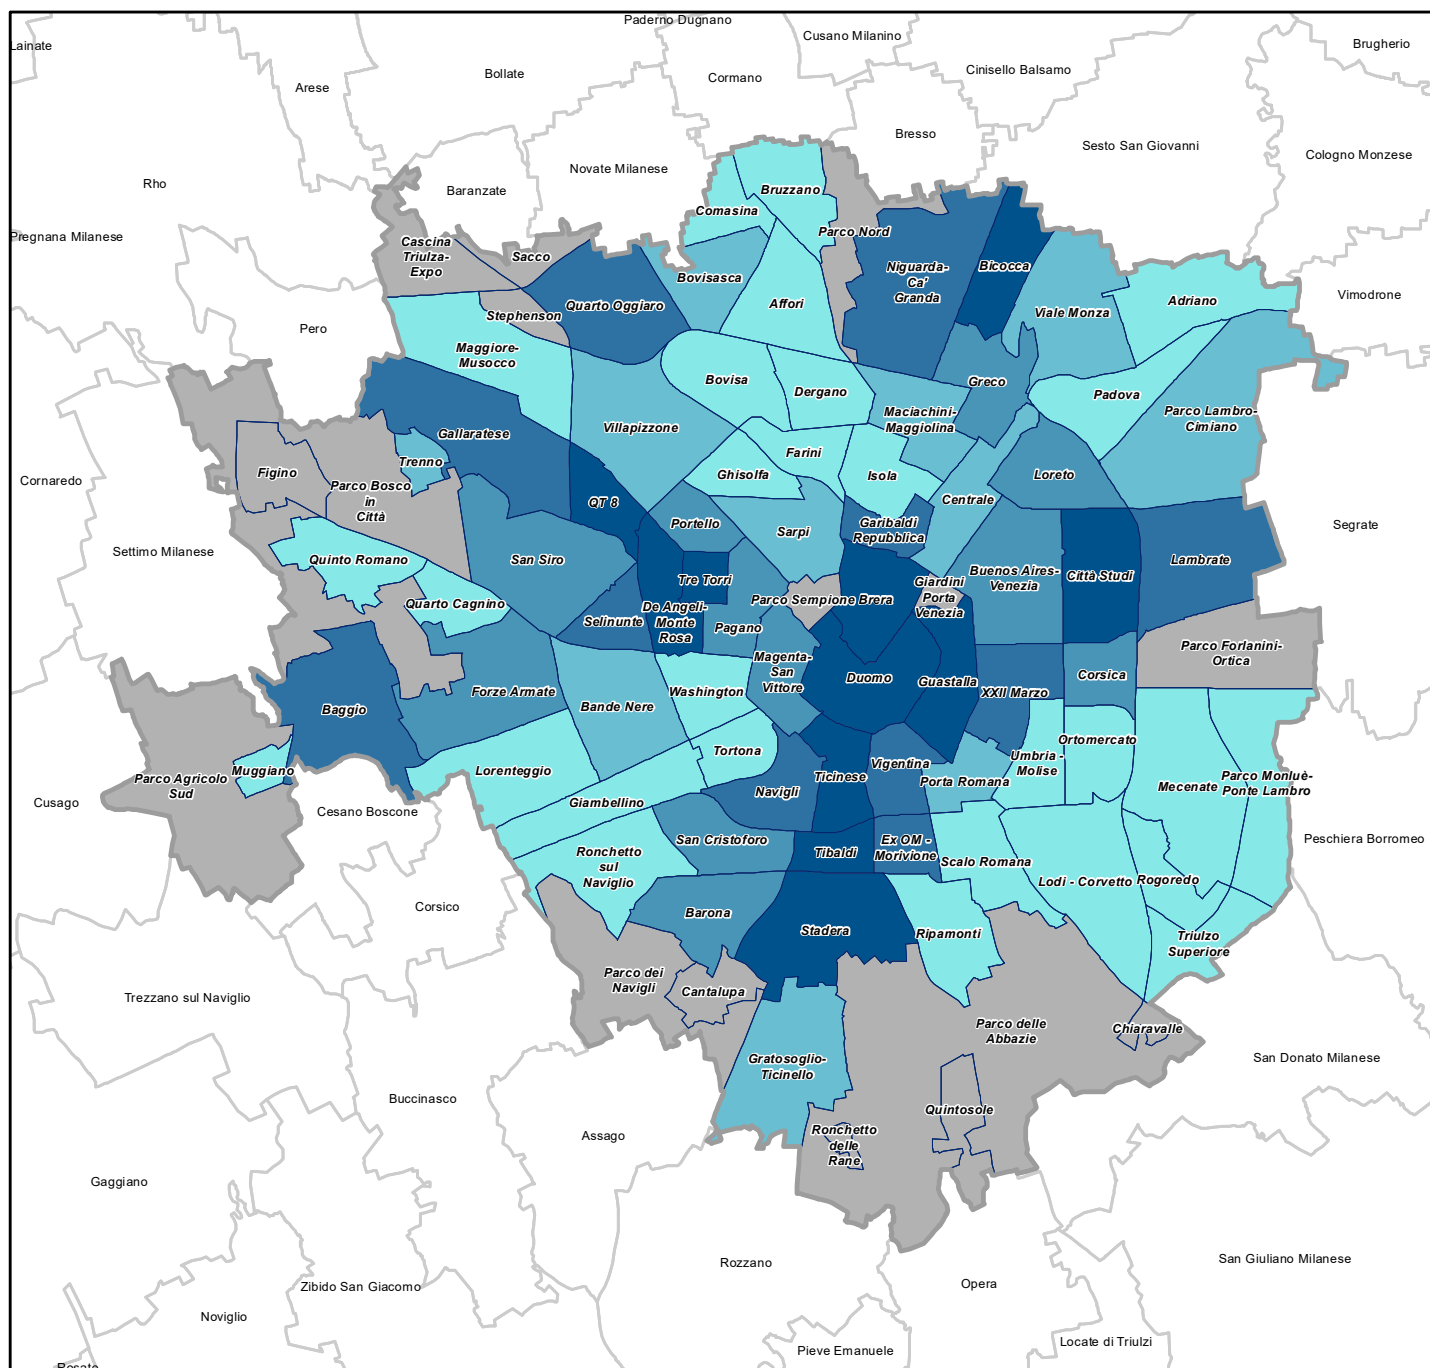 Paderno Dugnano
Lainate
Cusano Milanino
Brugherio
Bollate
Cinisello Balsamo
Cormano
Arese
Bresso
Sesto San Giovanni
Cologno Monzese
Novate Milanese
Rho
Baranzate
Bruzzano
Comasina
Pregnana Milanese
Parco Nord
Cascina
Triulza-
Expo
Sacco
Bicocca
Niguarda-
Ca'
Granda
Bovisasca
Vimodrone
Quarto Oggiaro
Affori
Adriano
Viale Monza
Stephenson
Pero
Maggiore-
Musocco
Bovisa
Greco
Dergano
Padova
Maciachini-
Maggiolina
Parco Lambro-
Cimiano
Villapizzone
Gallaratese
Farini
Trenno
Figino
Ghisolfa
Isola
Loreto
Cornaredo
Parco Bosco
in
Città
QT 8
Centrale
Portello
Garibaldi
Repubblica
Segrate
Sarpi
Settimo Milanese
Quinto Romano
San Siro
Lambrate
Buenos Aires-
Venezia
Città Studi
Tre Torri
Giardini
Porta
Venezia
Parco Sempione
Brera
Quarto Cagnino
De Angeli-
Monte
Rosa
Selinunte
Pagano
Parco Forlanini-
Ortica
Magenta-
San
Vittore
Corsica
Duomo
Guastalla
Forze Armate
Washington
XXII Marzo
Bande Nere
Baggio
Ortomercato
Tortona
Umbria -
Molise
Vigentina
Lorenteggio
Muggiano
Parco Agricolo
Sud
Ticinese
Porta Romana
Parco Monluè-
Ponte Lambro
Mecenate
Navigli
Cusago
Giambellino
Cesano Boscone
San Cristoforo
Ex OM -
Morivione
Peschiera Borromeo
Tibaldi
Ronchetto
sul
Naviglio
Scalo Romana
Lodi - Corvetto
Rogoredo
Corsico
Barona
Stadera
Ripamonti
Triulzo
Superiore
Parco dei
Navigli
Cantalupa
Trezzano sul Naviglio
Parco delle
Abbazie
Chiaravalle
Gratosoglio-
Ticinello
San Donato Milanese
Buccinasco
Quintosole
Assago
Ronchetto
delle
Rane
Gaggiano
Rozzano
San Giuliano Milanese
Zibido San Giacomo
Opera
Noviglio
Locate di Triulzi
Pieve Emanuele
Rosate